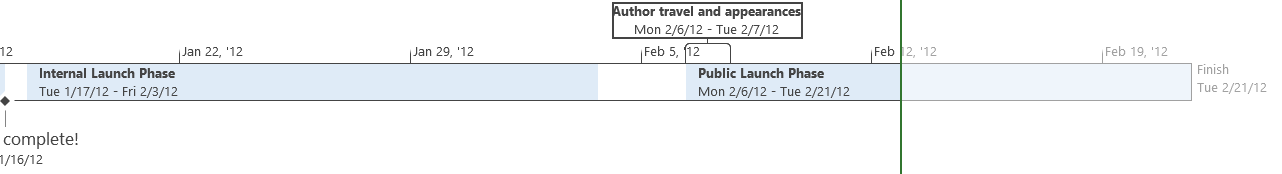 Author travel and appearances
Mon 2/6/12 - Tue 2/7/12
12
Jan 22, '12
Jan 29, '12
Feb 5, '12
Feb 12, '12
Feb 19, '12
Internal Launch Phase
Tue 1/17/12 - Fri 2/3/12
Public Launch Phase
Mon 2/6/12 - Tue 2/21/12
Finish
Tue 2/21/12
complete!
1/16/12